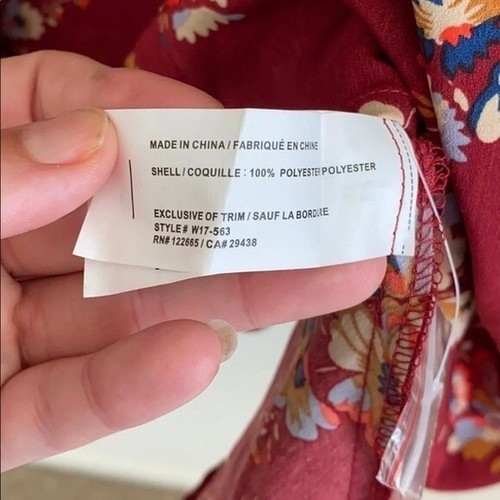 MADE IN CHINA / FABRIQUÉ EN CHINE
SHELL / COQUILLE : 100% POLYESTER POLYESTER
EXCLUSIVE OF TRIM / SAUF LA BORDURE
STYLE # W17-563
RN# 122665 / CA# 29438